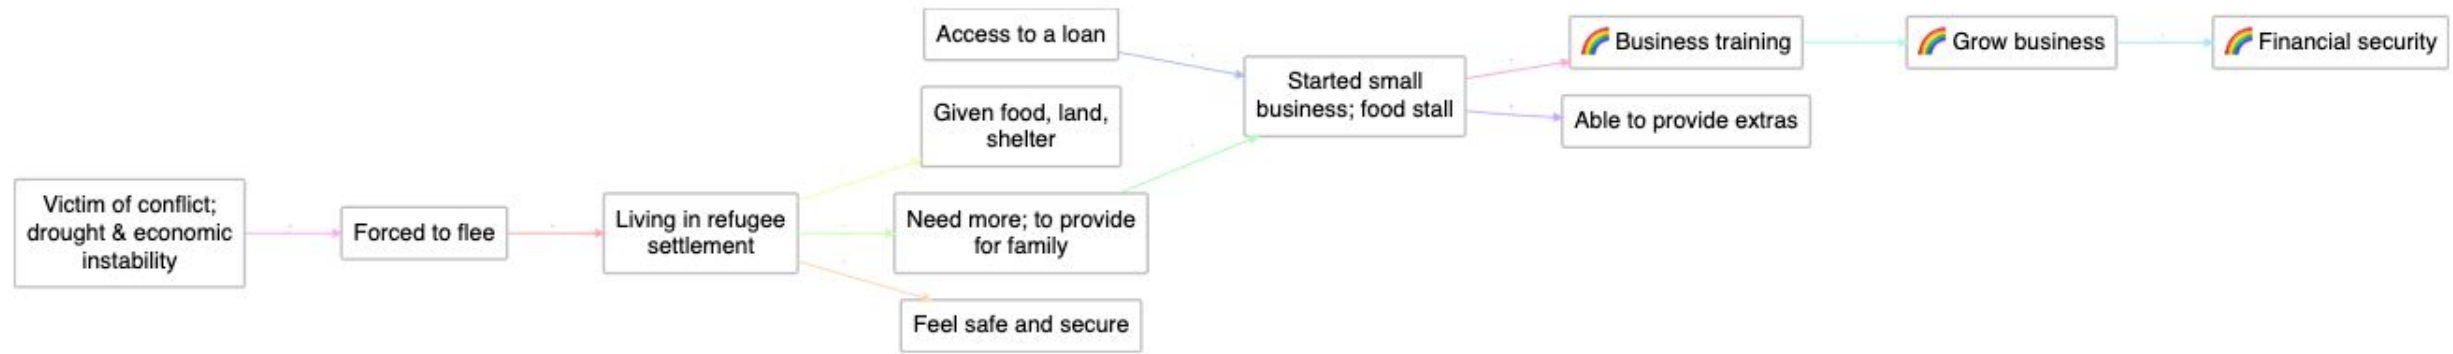 Access to a loan
Given food, land,
shelter
Victim of conflict;
drought & economic
instability
Forced to flee
Living in refugee
settlement
Need more; to provide
for family
Feel safe and secure
Started small
business; food stall
🌈 Business training
Able to provide extras
🌈 Grow business
🌈 Financial security